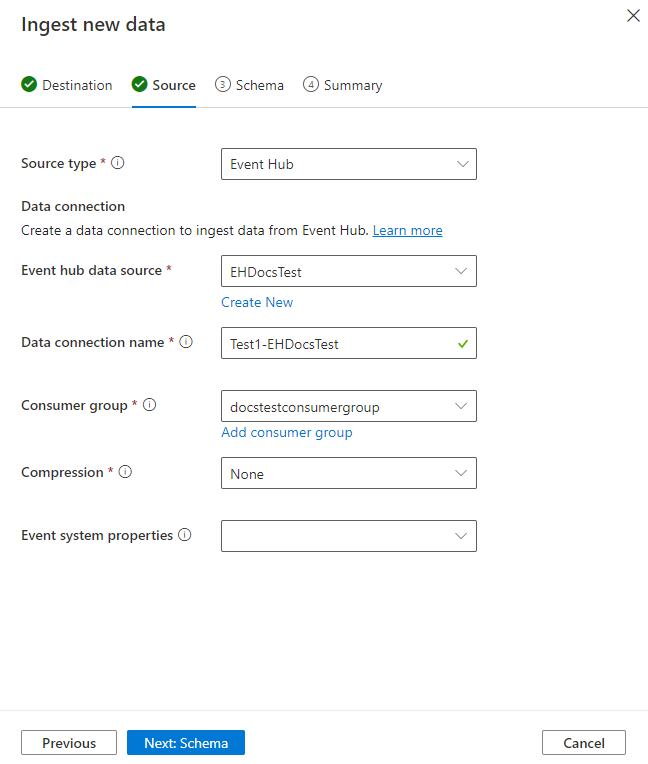 Ingest new data
Destination Source 3 Schema 4 Summary
Source type * Event Hub
Data connection
Create a data connection to ingest data from Event Hub. Learn more
Event hub data source * EHDocsTest
Create New
Data connection name * Test1-EHDocsTest
Consumer group * docstestconsumergroup
Add consumer group
Compression * None
Event system properties
Previous Next: Schema Cancel